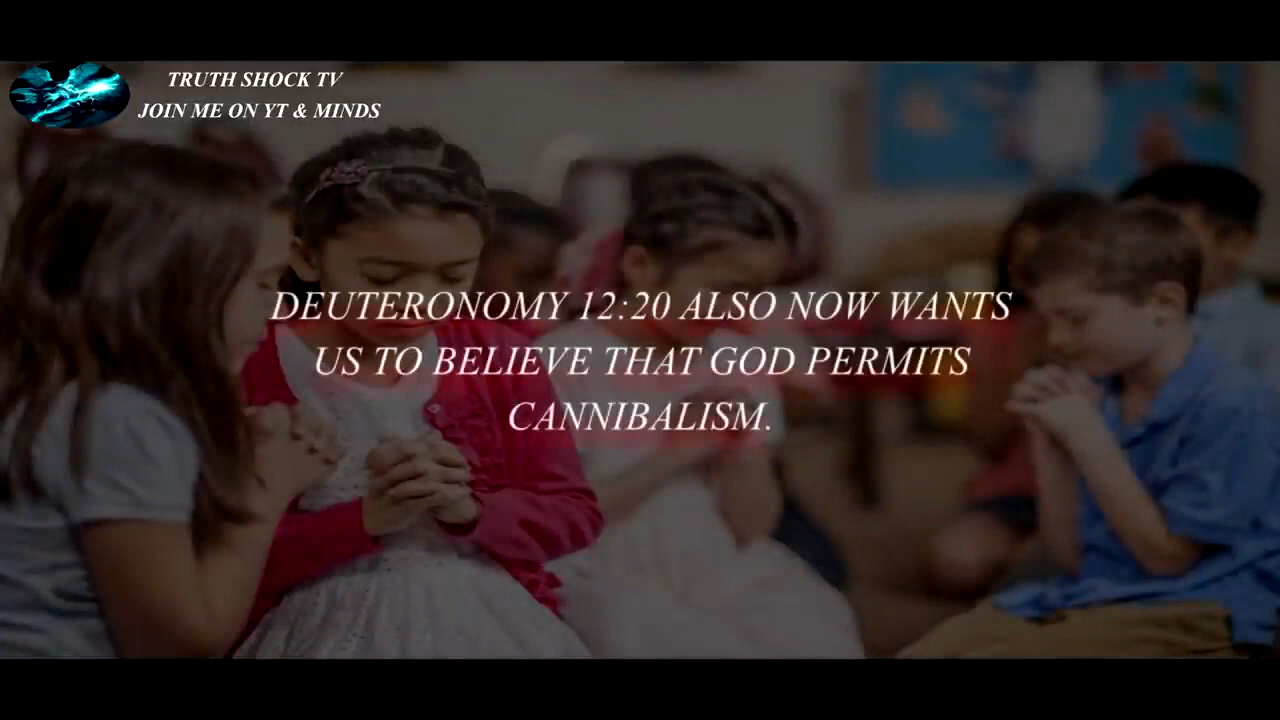 TRUTH SHOCK TV
JOIN ME ON YT & MINDS
DEUTERONOMY 12:20 ALSO NOW WANTS
US TO BELIEVE THAT GOD PERMITS
CANNIBALISM.